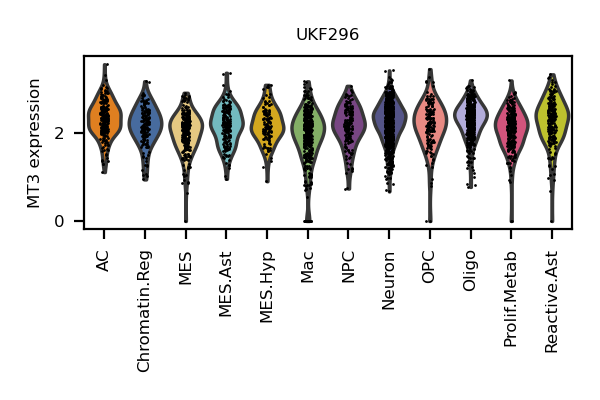 UKF296
MT3 expression
2
0
AC
Chromatin.Reg
MES
MES.Ast
MES.Hyp
Mac
NPC
Neuron
OPC
Oligo
Prolif.Metab
Reactive.Ast